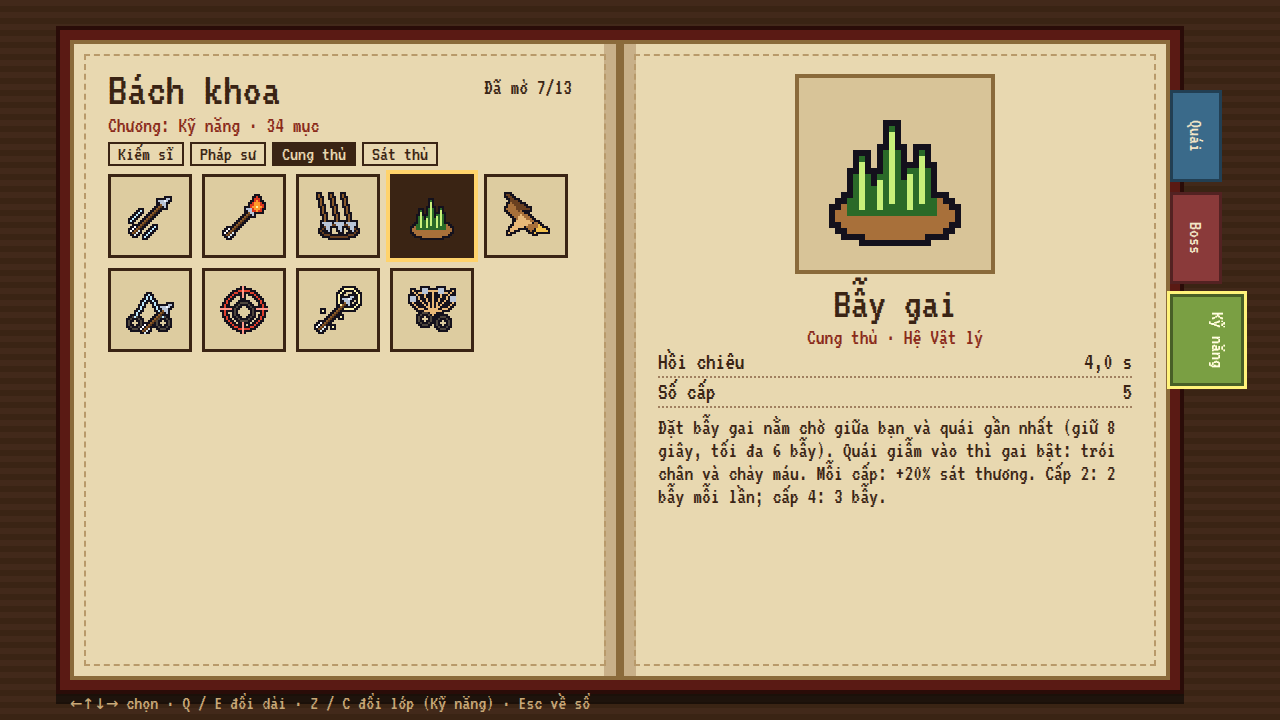 Bách khoa
Đã mở 7/13
Chương: Kỹ năng · 34 mục
Kiếm sĩ
Pháp sư
Cung thủ
Sát thủ
Bẫy gai
Cung thủ · Hệ Vật lý
Hồi chiêu 4,0 s
Số cấp 5
Đặt bẫy gai nằm chờ giữa bạn và quái gần nhất (giữ 8
giây, tối đa 6 bẫy). Quái giẫm vào thì gai bật: trói
chân và chảy máu. Mỗi cấp: +20% sát thương. Cấp 2: 2
bẫy mỗi lần; cấp 4: 3 bẫy.
Quái
Boss
Kỹ năng
←↑↓→ chọn · Q / E đổi dải · Z / C đổi lớp (Kỹ năng) · Esc về sổ